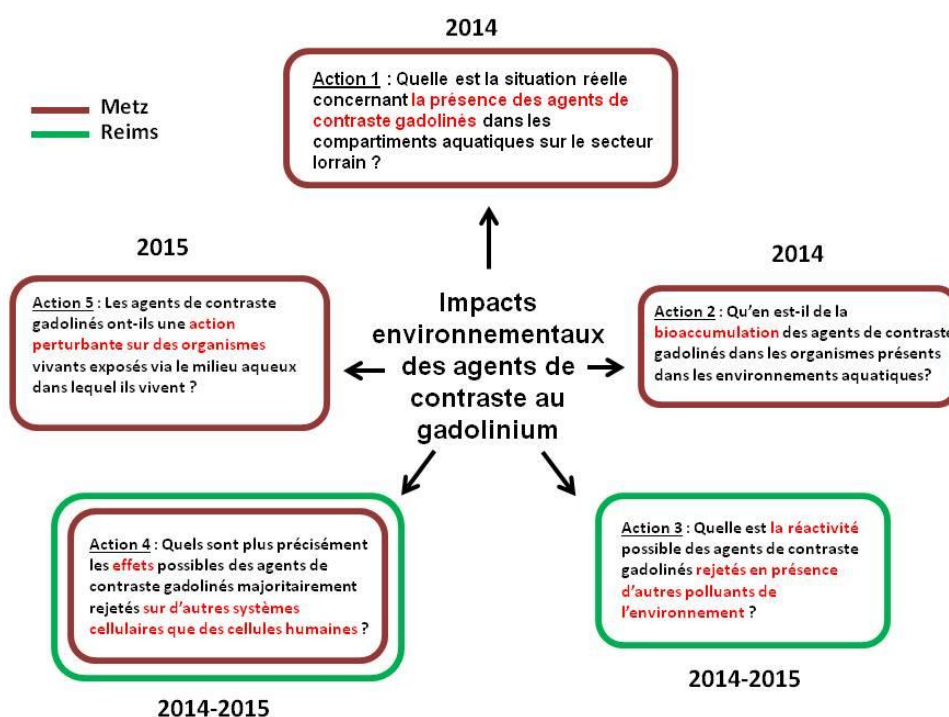 2014
Action 1 : Quelle est la situation réelle
concernant la présence des agents de
contraste gadolinés dans les
compartiments aquatiques sur le secteur
lorrain ?
Metz
Reims
2015
Action 5 : Les agents de contraste
gadolinés ont-ils une action
perturbante sur des organismes
vivants exposés via le milieu aqueux
dans lequel ils vivent ?
Impacts
environnementaux
des agents de
contraste au
gadolinium
2014
Action 2 : Qu'en est-il de la
bioaccumulation des agents de contraste
gadolinés dans les organismes présents
dans les environnements aquatiques?
Action 4 : Quels sont plus précisément
les effets possibles des agents de
contraste gadolinés majoritairement
rejetés sur d'autres systèmes
cellulaires que des cellules humaines ?
2014-2015
Action 3 : Quelle est la réactivité
possible des agents de contraste
gadolinés rejetés en présence
d'autres polluants de
l'environnement ?
2014-2015